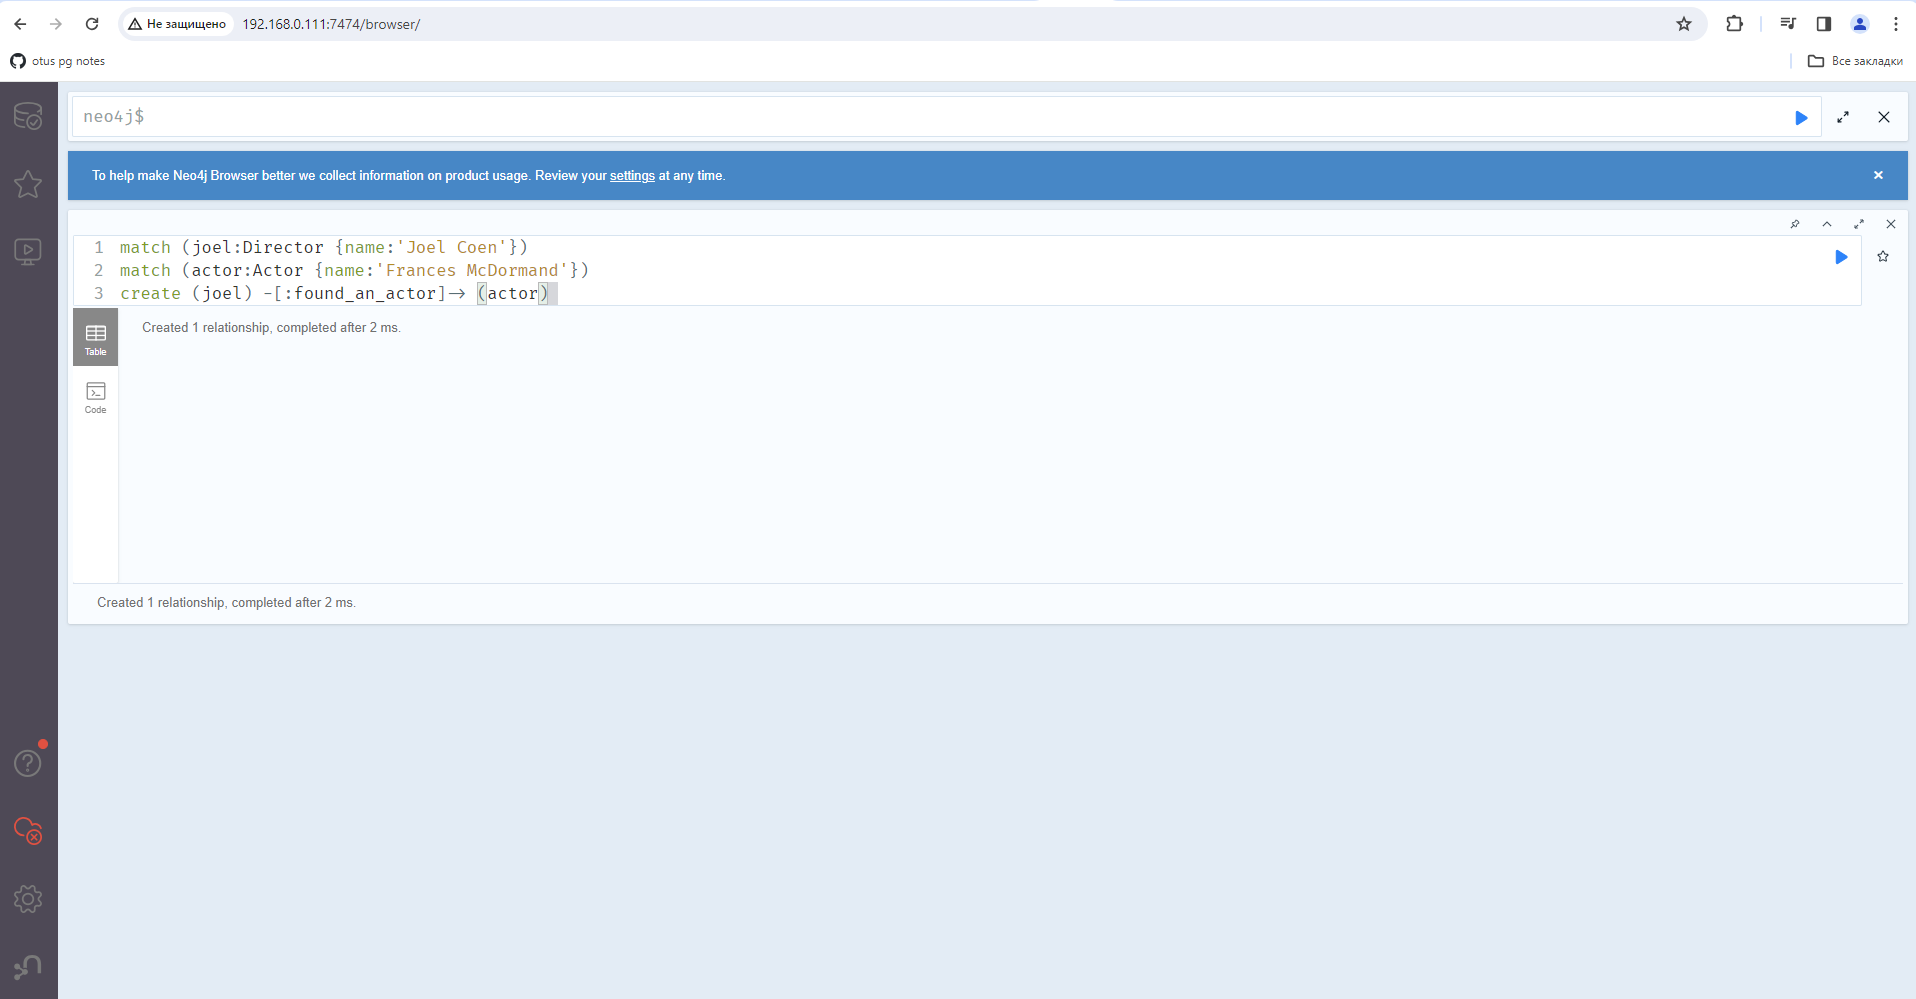 Не защищено 192.168.0.111:7474/browser/
otus pg notes
Все закладки
neo4j$
To help make Neo4j Browser better we collect information on product usage. Review your settings at any time.
1 match (joel:Director {name:'Joel Coen'})
2 match (actor:Actor {name:'Frances McDormand'})
3 create (joel) -[:found_an_actor]-> (actor)
Table
Created 1 relationship, completed after 2 ms.
Code
Created 1 relationship, completed after 2 ms.